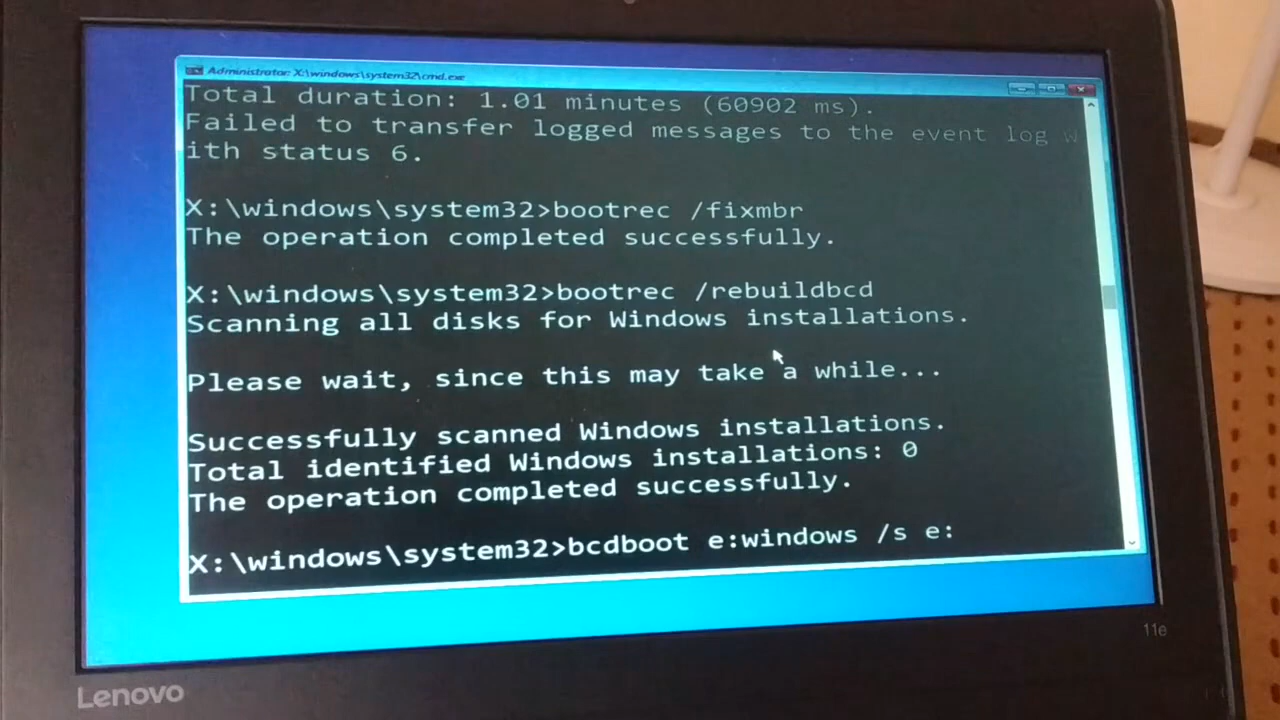 Administrator: X:\windows\system32\cmd.exe
Total duration: 1.01 minutes (60902 ms).
Failed to transfer logged messages to the event log w
ith status 6.
X:\windows\system32>bootrec /fixmbr
The operation completed successfully.
X:\windows\system32>bootrec /rebuildbcd
Scanning all disks for Windows installations.
Please wait, since this may take a while...
Successfully scanned Windows installations.
Total identified Windows installations: 0
The operation completed successfully.
X:\windows\system32>bcdboot e:windows /s e:
11e
Lenovo